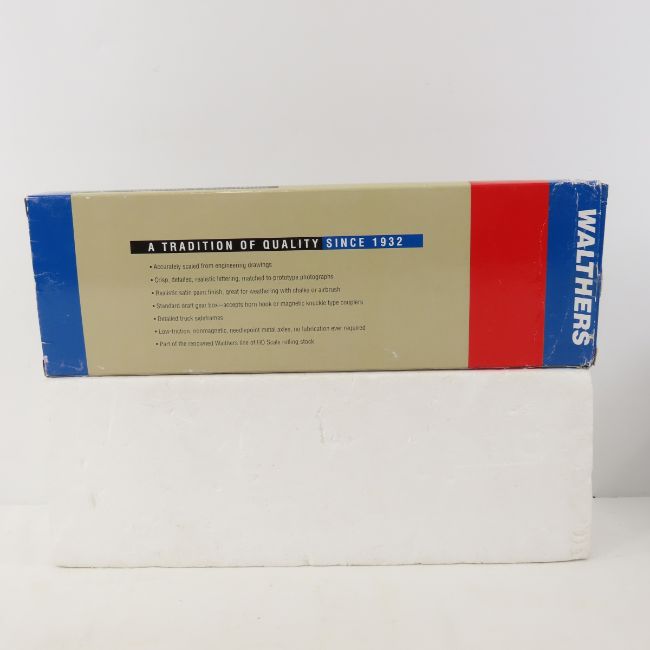 A TRADITION OF QUALITY SINCE 1932
• Accurately scaled from engineering drawings
• Crisp, detailed, realistic lettering, matched to prototype photographs
• Realistic satin paint finish, great for weathering with chalks or airbrush
• Standard draft gear box—accepts horn hook or magnetic knuckle type couplers
• Detailed truck sideframes
• Low-friction, nonmagnetic, needlepoint metal axles, no lubrication ever required
• Part of the renowned Walthers line of HO Scale rolling stock
WALTHERS